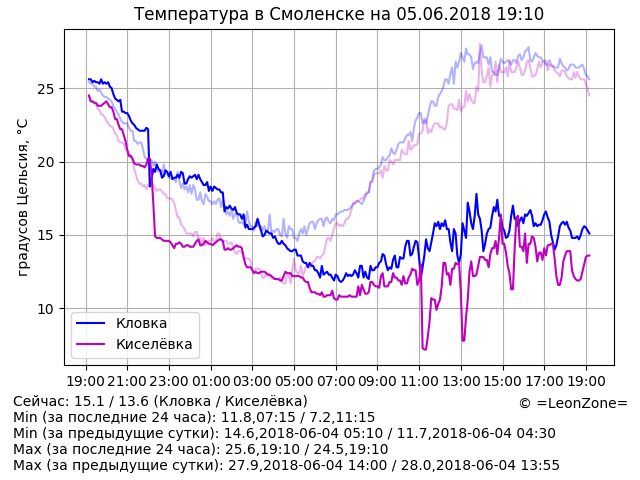 Температура в Смоленске на 05.06.2018 19:10
градусов Цельсия, °C
25
20
15
10
Кловка
Киселёвка
19:00 21:00 23:00 01:00 03:00 05:00 07:00 09:00 11:00 13:00 15:00 17:00 19:00
Сейчас: 15.1 / 13.6 (Кловка / Киселёвка)
© =LeonZone=
Min (за последние 24 часа): 11.8,07:15 / 7.2,11:15
Min (за предыдущие сутки): 14.6,2018-06-04 05:10 / 11.7,2018-06-04 04:30
Max (за последние 24 часа): 25.6,19:10 / 24.5,19:10
Max (за предыдущие сутки): 27.9,2018-06-04 14:00 / 28.0,2018-06-04 13:55